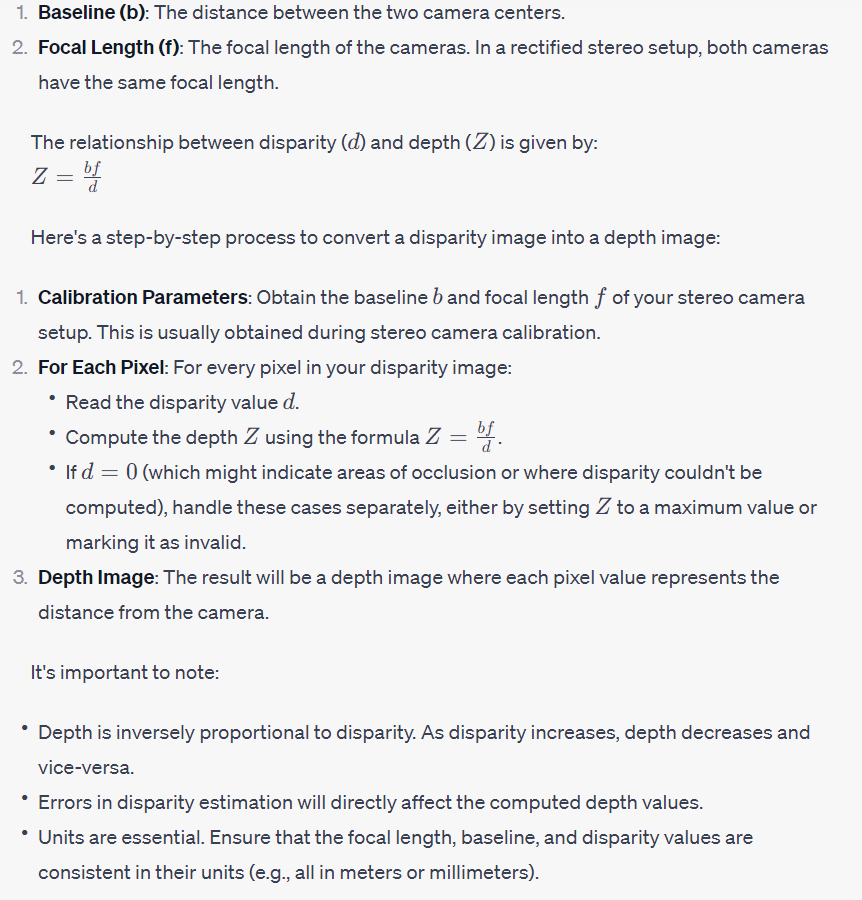 1. Baseline (b): The distance between the two camera centers.
2. Focal Length (f): The focal length of the cameras. In a rectified stereo setup, both cameras
have the same focal length.
The relationship between disparity (d) and depth (Z) is given by:
Z = bf/d
Here's a step-by-step process to convert a disparity image into a depth image:
1. Calibration Parameters: Obtain the baseline b and focal length f of your stereo camera
setup. This is usually obtained during stereo camera calibration.
2. For Each Pixel: For every pixel in your disparity image:
• Read the disparity value d.
• Compute the depth Z using the formula Z = bf/d.
• If d = 0 (which might indicate areas of occlusion or where disparity couldn't be
computed), handle these cases separately, either by setting Z to a maximum value or
marking it as invalid.
3. Depth Image: The result will be a depth image where each pixel value represents the
distance from the camera.
It's important to note:
• Depth is inversely proportional to disparity. As disparity increases, depth decreases and
vice-versa.
• Errors in disparity estimation will directly affect the computed depth values.
• Units are essential. Ensure that the focal length, baseline, and disparity values are
consistent in their units (e.g., all in meters or millimeters).